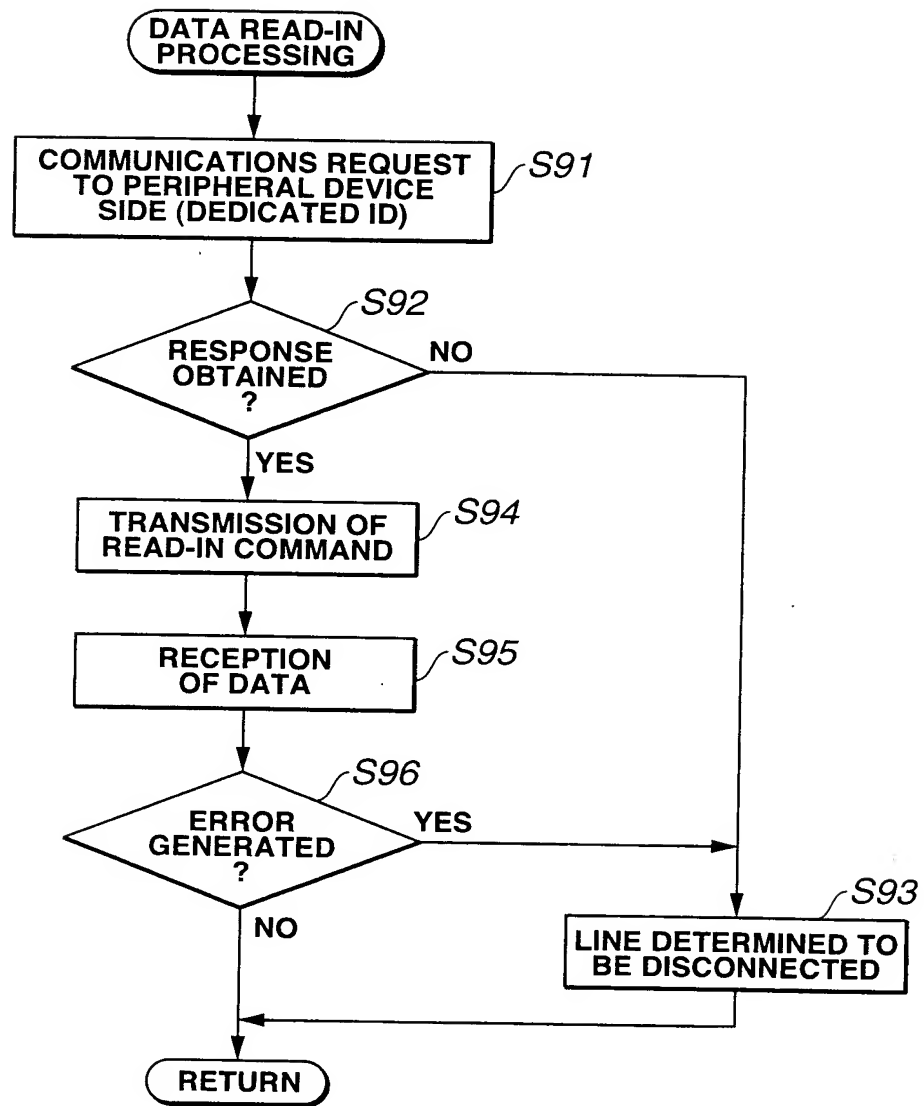 DATA READ-IN
PROCESSING
COMMUNICATIONS REQUEST
TO PERIPHERAL DEVICE
SIDE (DEDICATED ID)
S91
S92
RESPONSE
OBTAINED
?
NO
YES
TRANSMISSION OF
READ-IN COMMAND
S94
RECEPTION
OF DATA
S95
S96
ERROR
GENERATED
?
YES
NO
S93
LINE DETERMINED TO
BE DISCONNECTED
RETURN